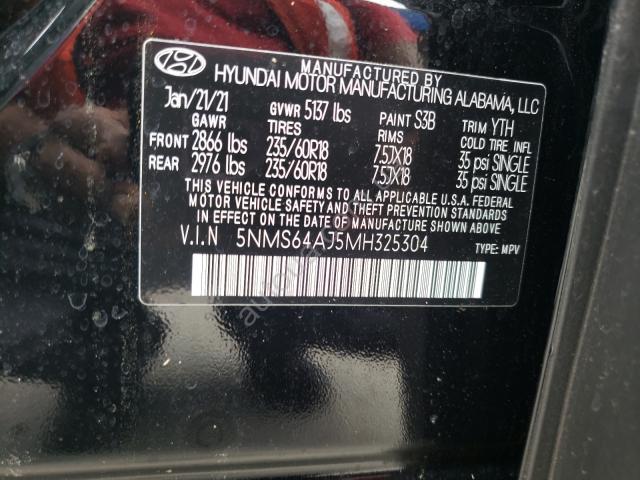 MANUFACTURED BY
HYUNDAI MOTOR MANUFACTURING ALABAMA, LLC
Jan/21/21 GVWR 5137 lbs PAINT S3B TRIM YTH
GAWR TIRES RIMS COLD TIRE INFL
FRONT 2866 lbs 235/60R18 7.5JX18 35 psi SINGLE
REAR 2976 lbs 235/60R18 7.5JX18 35 psi SINGLE
THIS VEHICLE CONFORMS TO ALL APPLICABLE U.S.A. FEDERAL
MOTOR VEHICLE SAFETY, BUMPER, AND THEFT PREVENTION STANDARDS
IN EFFECT ON THE DATE OF MANUFACTURE SHOWN ABOVE.
V.I.N 5NMS64AJ5MH325304 TYPE: MPV